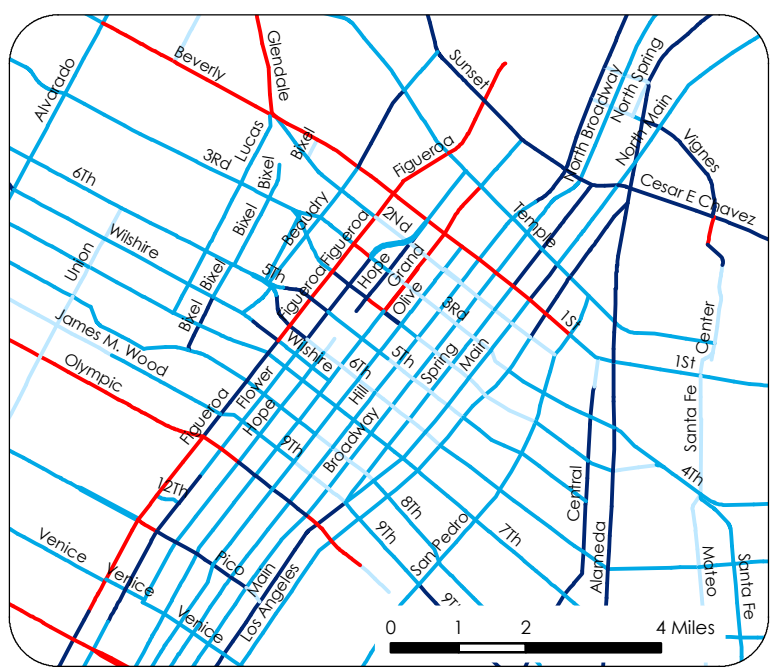 Beverly
Glendale
Sunset
North Broadway
North Spring
North Main
Alvarado
Lucas
Bixel
3Rd
Bixel
Figueroa
Vignes
Cesar E Chavez
6Th
Bixel
Beaudry
2Nd
Temple
Wilshire
Union
Figueroa
Hope
Grand
Bixel
5Th
Figueroa
Olive
3Rd
1St
Center
Bixel
James M. Wood
Wilshire
6Th
5Th
Spring
Main
1St
Olympic
Flower
Hill
Figueroa
Hope
9Th
Broadway
Santa Fe
4Th
12Th
8Th
Central
Venice
Pico
9Th
San Pedro
7Th
Alameda
Venice
Main
Los Angeles
Mateo
Santa Fe
Venice
9Th
0 1 2 4 Miles